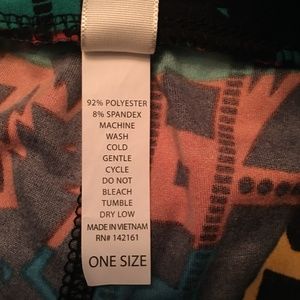 92% POLYESTER
8% SPANDEX
MACHINE
WASH
COLD
GENTLE
CYCLE
DO NOT
BLEACH
TUMBLE
DRY LOW
MADE IN VIETNAM
RN# 142161
ONE SIZE